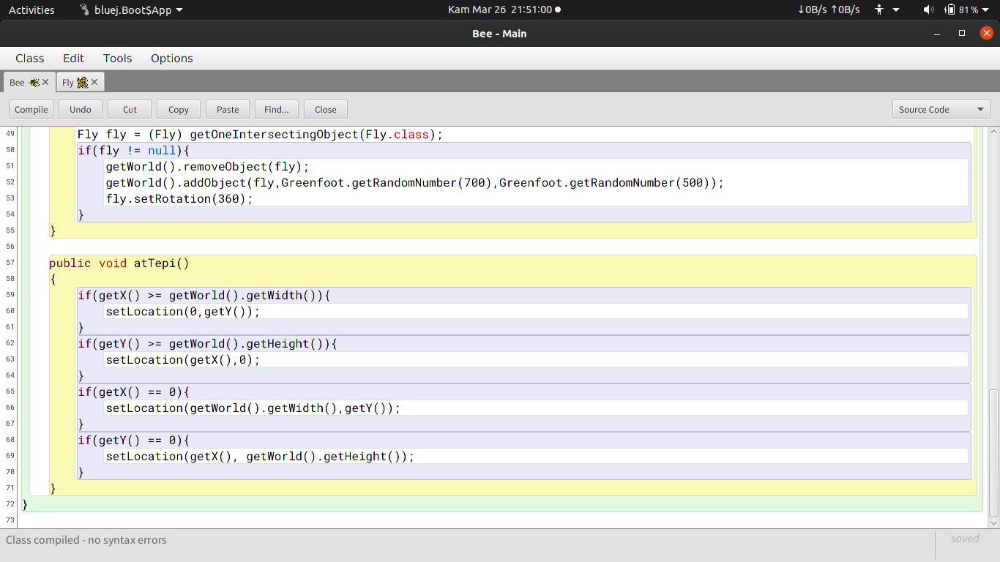 Activities bluej.Boot$App Kam Mar 26 21:51:00 ↓0B/s ↑0B/s 81%
Bee - Main
Class Edit Tools Options
Bee Fly
Compile Undo Cut Copy Paste Find... Close Source Code
49 Fly fly = (Fly) getOneIntersectingObject(Fly.class);
50 if(fly != null){
51 getWorld().removeObject(fly);
52 getWorld().addObject(fly,Greenfoot.getRandomNumber(700),Greenfoot.getRandomNumber(500));
53 fly.setRotation(360);
54 }
55 }
56
57 public void atTepi()
58 {
59 if(getX() >= getWorld().getWidth()){
60 setLocation(0,getY());
61 }
62 if(getY() >= getWorld().getHeight()){
63 setLocation(getX(),0);
64 }
65 if(getX() == 0){
66 setLocation(getWorld().getWidth(),getY());
67 }
68 if(getY() == 0){
69 setLocation(getX(), getWorld().getHeight());
70 }
71 }
72 }
73
Class compiled - no syntax errors saved